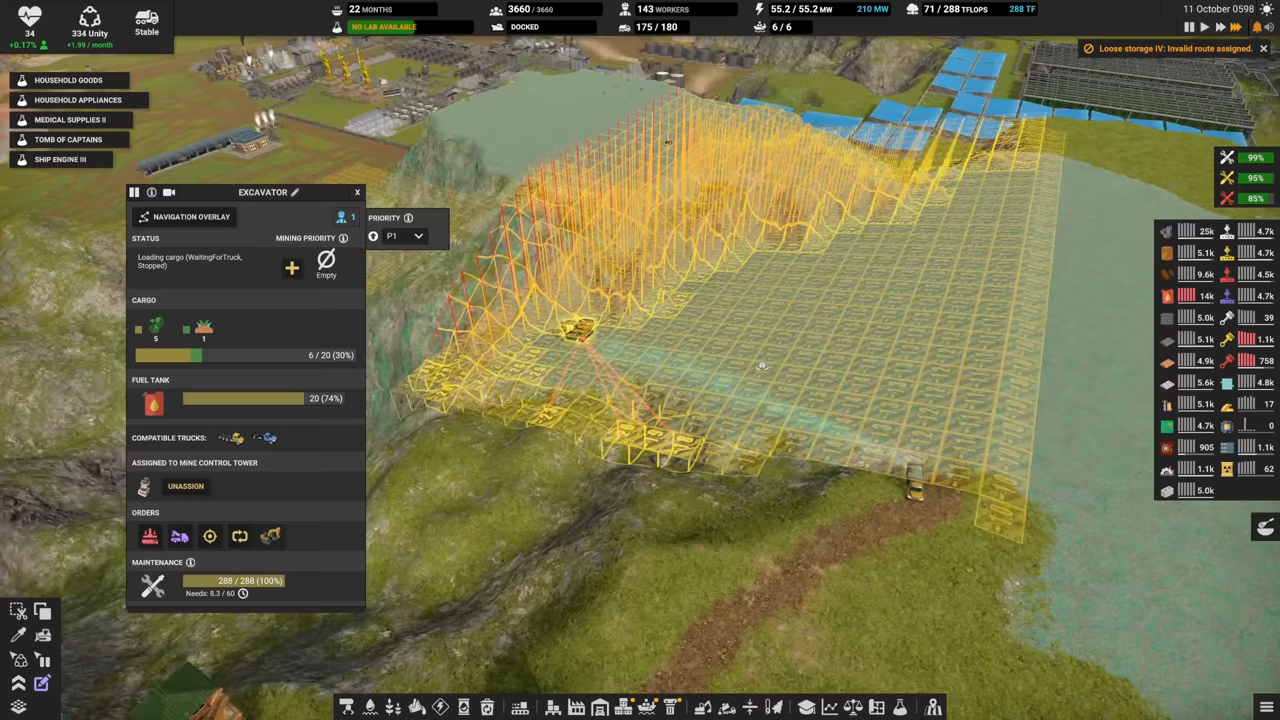 34
+0.17%
334 Unity
+1.99 / month
Stable
22 MONTHS
NO LAB AVAILABLE
3660 / 3660
DOCKED
143 WORKERS
175 / 180
55.2 / 55.2 MW
210 MW
6 / 6
71 / 288 TFLOPS
288 TF
11 October 0598
Loose storage IV: Invalid route assigned.
HOUSEHOLD GOODS
HOUSEHOLD APPLIANCES
MEDICAL SUPPLIES II
TOMB OF CAPTAINS
SHIP ENGINE III
EXCAVATOR
X
NAVIGATION OVERLAY
1
PRIORITY
P1
STATUS
MINING PRIORITY
Loading cargo (WaitingForTruck,
Stopped)
Empty
CARGO
5
1
6 / 20 (30%)
FUEL TANK
20 (74%)
COMPATIBLE TRUCKS:
ASSIGNED TO MINE CONTROL TOWER
UNASSIGN
ORDERS
MAINTENANCE
288 / 288 (100%)
Needs: 8.3 / 60
99%
95%
85%
25k
4.7k
5.1k
4.7k
9.6k
4.5k
14k
4.7k
5.0k
39
5.1k
1.1k
4.9k
758
5.6k
4.8k
5.1k
17
4.7k
0
905
1.1k
1.1k
62
5.0k